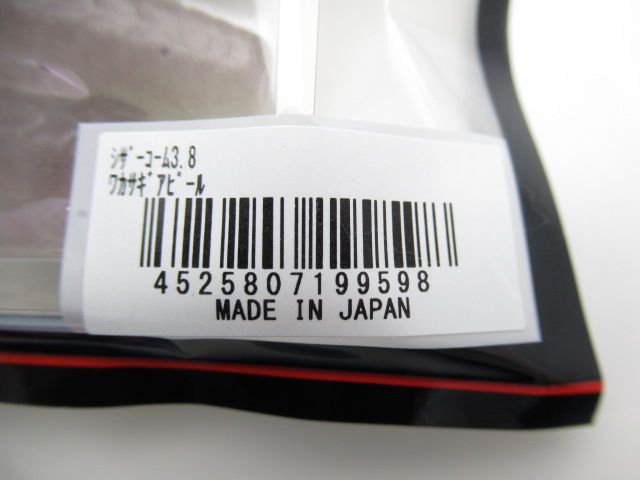 ｼｻﾞｰｺｰﾑ3.8
ﾜｶｻｷﾞｱﾋﾟｰﾙ
4525807199598
MADE IN JAPAN